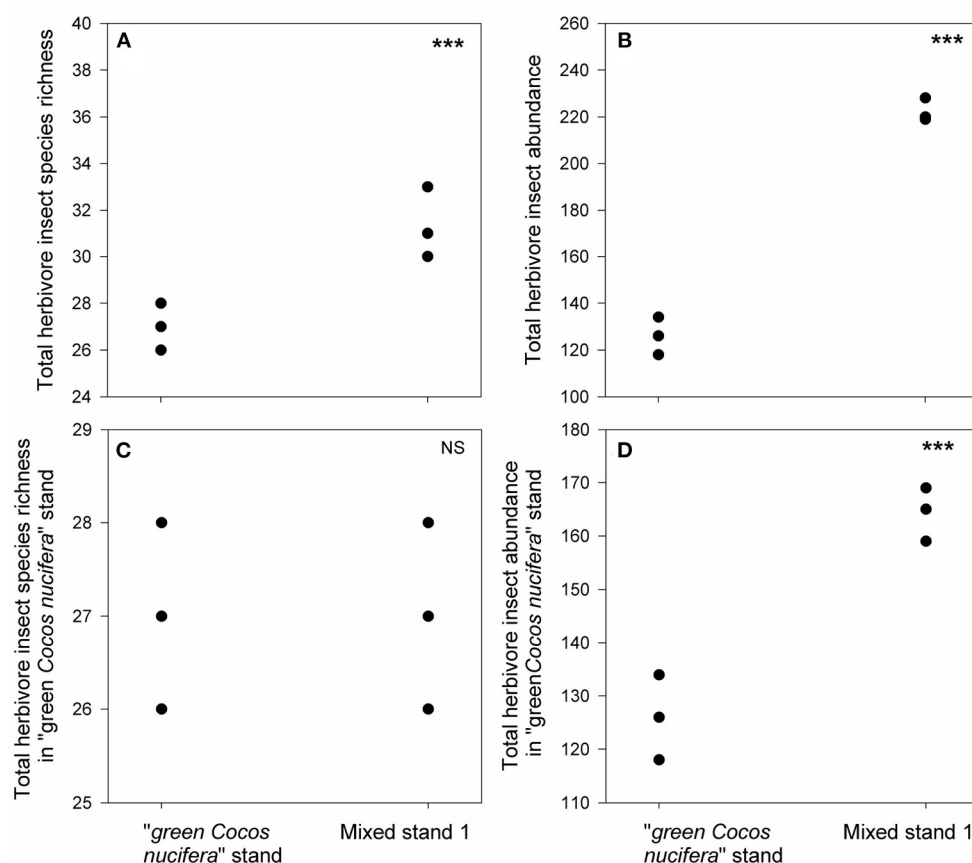 A
***
Total herbivore insect species richness
40
38
36
34
32
30
28
26
24
B
***
Total herbivore insect abundance
260
240
220
200
180
160
140
120
100
C
NS
Total herbivore insect species richness
in "green Cocos nucifera" stand
29
28
27
26
25
"green Cocos
nucifera" stand
Mixed stand 1
D
***
Total herbivore insect abundance
in "greenCocos nucifera" stand
180
170
160
150
140
130
120
110
"green Cocos
nucifera" stand
Mixed stand 1